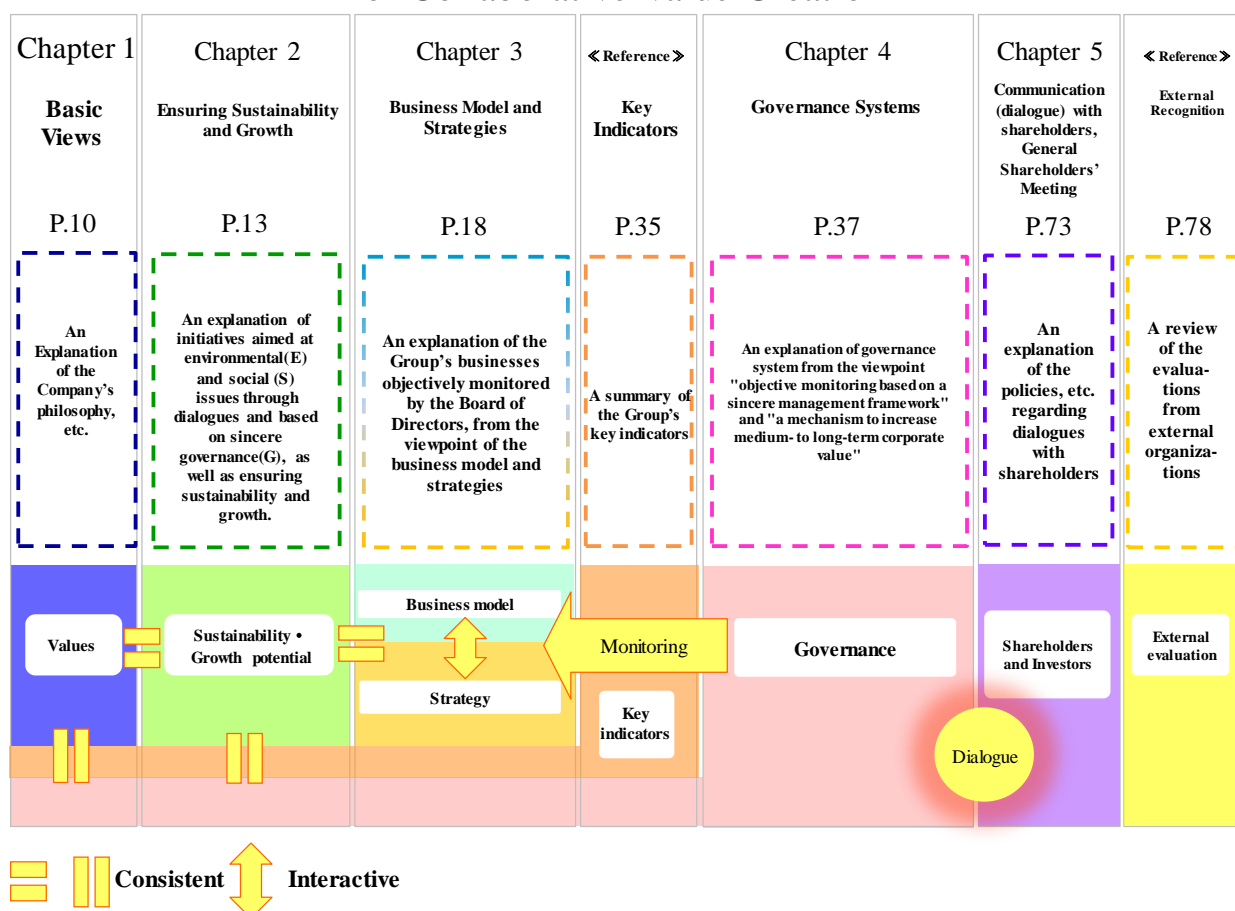 Chapter 1
Basic
Views
P.10
An
Explanation
of the
Company's
philosophy,
etc.
Chapter 2
Ensuring Sustainability
and Growth
P.13
An explanation of
initiatives aimed at
environmental(E)
and social (S)
issues through
dialogues and based
on sincere
governance(G), as
well as ensuring
sustainability and
growth.
Chapter 3
Business Model and
Strategies
P.18
An explanation of the
Group's businesses
objectively monitored
by the Board of
Directors, from the
viewpoint of the
business model and
strategies
≪Reference≫
Key
Indicators
P.35
A summary of
the Group's
key indicators
Chapter 4
Governance Systems
P.37
An explanation of governance
system from the viewpoint
"objective monitoring based on a
sincere management framework"
and "a mechanism to increase
medium- to long-term corporate
value"
Chapter 5
Communication
(dialogue) with
shareholders,
General
Shareholders'
Meeting
P.73
An
explanation
of the
policies, etc.
regarding
dialogues
with
shareholders
≪Reference≫
External
Recognition
P.78
A review
of the
evalua-
tions
from
external
organiza-
tions
Values
Sustainability •
Growth potential
Business model
Strategy
Monitoring
Key
indicators
Governance
Dialogue
Shareholders
and Investors
External
evaluation
Consistent
Interactive